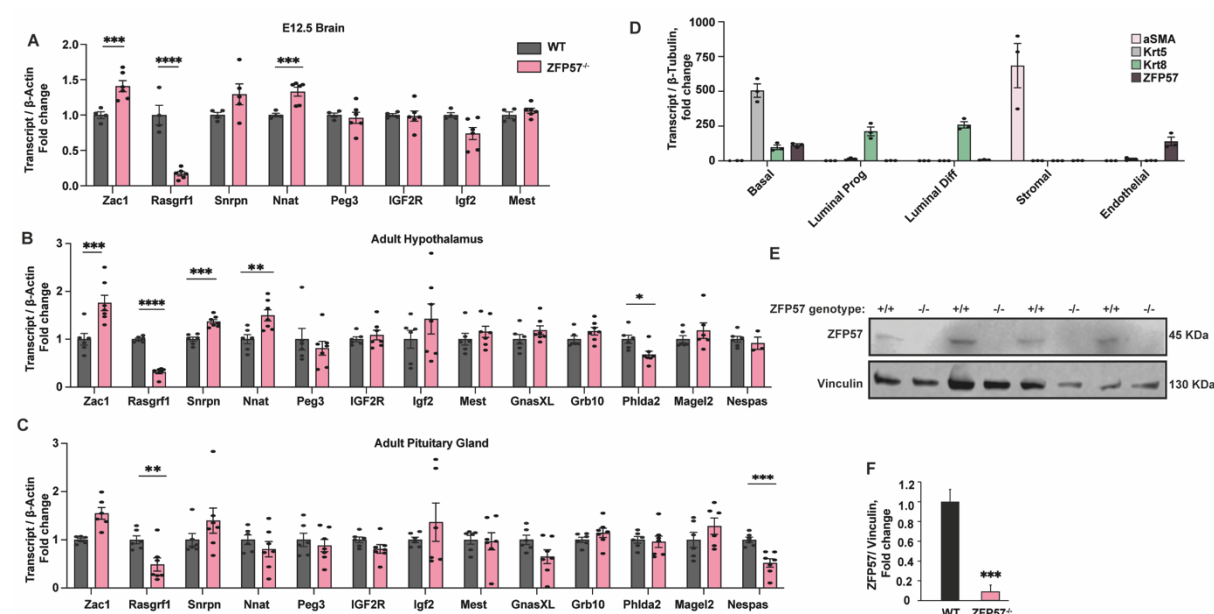 A
E12.5 Brain
Transcript / β-Actin
Fold change
2.0
1.5
1.0
0.5
0.0
***
****
***
WT
ZFP57-/-
Zac1 Rasgrf1 Snrpn Nnat Peg3 IGF2R Igf2 Mest
B
Adult Hypothalamus
Transcript / β-Actin
Fold change
3
2
1
0
***
****
***
**
*
Zac1 Rasgrf1 Snrpn Nnat Peg3 IGF2R Igf2 Mest GnasXL Grb10 Phlda2 Magel2 Nespas
C
Adult Pituitary Gland
Transcript / β-Actin
Fold change
3
2
1
0
**
***
Zac1 Rasgrf1 Snrpn Nnat Peg3 IGF2R Igf2 Mest GnasXL Grb10 Phlda2 Magel2 Nespas
D
Transcript / β-Tubulin,
fold change
1000
750
500
250
0
aSMA
Krt5
Krt8
ZFP57
Basal
Luminal Prog
Luminal Diff
Stromal
Endothelial
E
ZFP57 genotype: +/+ -/- +/+ -/- +/+ -/- +/+ -/-
ZFP57 45 KDa
Vinculin 130 KDa
F
ZFP57/ Vinculin,
Fold change
1.2
1
0.8
0.6
0.4
0.2
0
***
WT ZFP57-/-